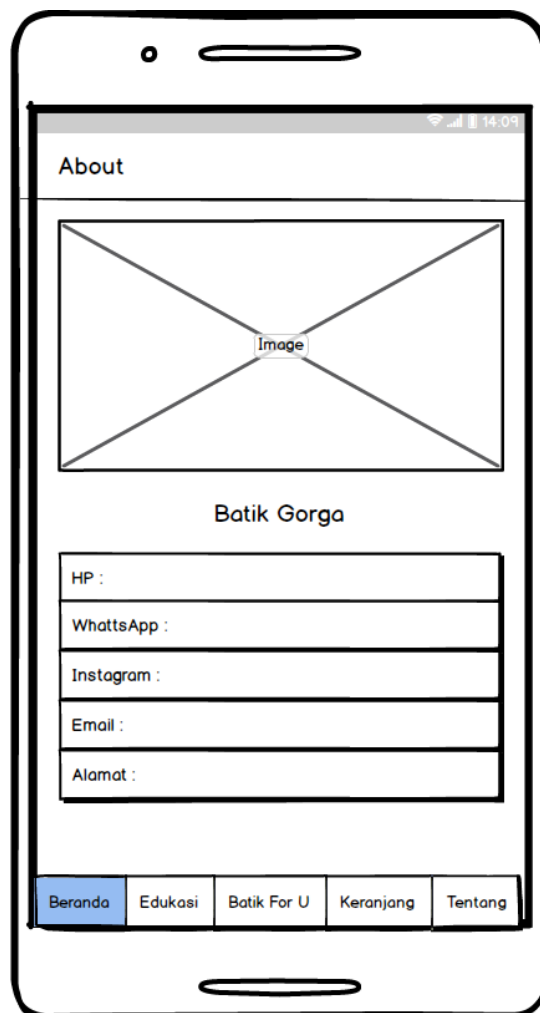 14:09
About
Image
Batik Gorga
HP :
WhattsApp :
Instagram :
Email :
Alamat :
Beranda Edukasi Batik For U Keranjang Tentang